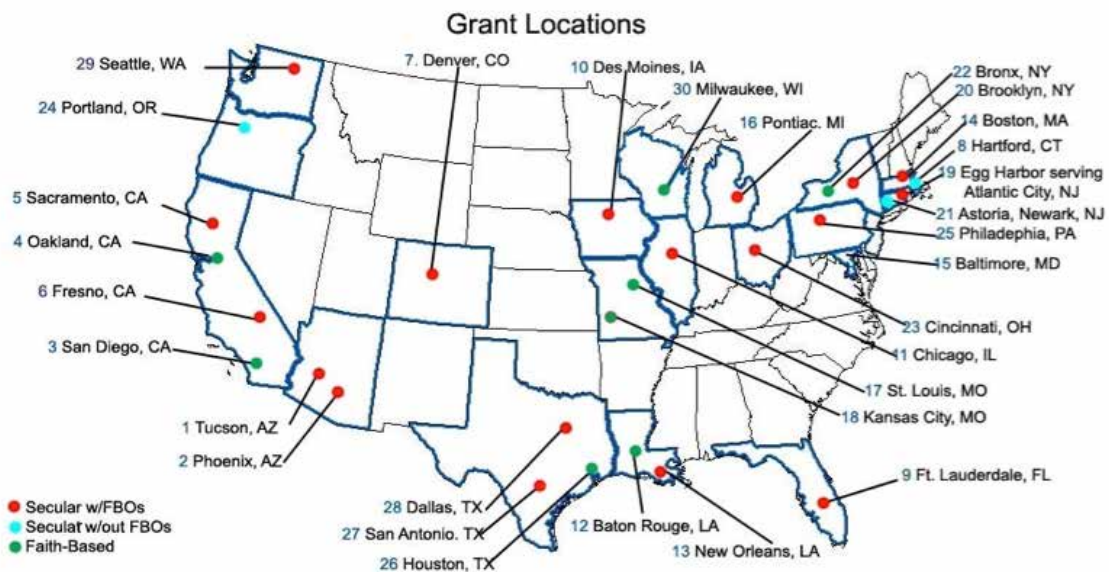 Grant Locations
29 Seattle, WA
7. Denver, CO
10 Des Moines, IA
22 Bronx, NY
30 Milwaukee, WI
20 Brooklyn, NY
24 Portland, OR
16 Pontiac. MI
14 Boston, MA
8 Hartford, CT
19 Egg Harbor serving
Atlantic City, NJ
5 Sacramento, CA
21 Astoria, Newark, NJ
25 Philadephia, PA
4 Oakland, CA
15 Baltimore, MD
6 Fresno, CA
23 Cincinnati, OH
3 San Diego, CA
11 Chicago, IL
17 St. Louis, MO
18 Kansas City, MO
1 Tucson, AZ
2 Phoenix, AZ
9 Ft. Lauderdale, FL
28 Dallas, TX
27 San Antonio. TX
26 Houston, TX
12 Baton Rouge, LA
13 New Orleans, LA
Secular w/FBOs
Seculat w/out FBOs
Faith-Based